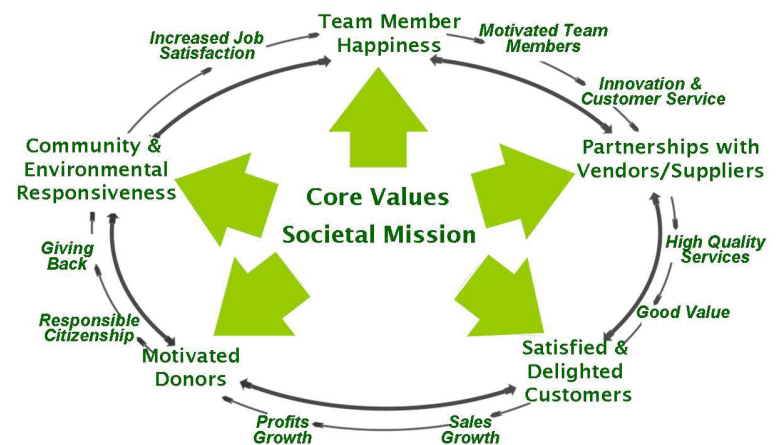 Team Member
Happiness
Motivated Team
Members
Innovation &
Customer Service
Partnerships with
Vendors/Suppliers
High Quality
Services
Good Value
Satisfied &
Delighted
Customers
Sales
Growth
Profits
Growth
Motivated
Donors
Responsible
Citizenship
Giving
Back
Community &
Environmental
Responsiveness
Increased Job
Satisfaction
Core Values
Societal Mission